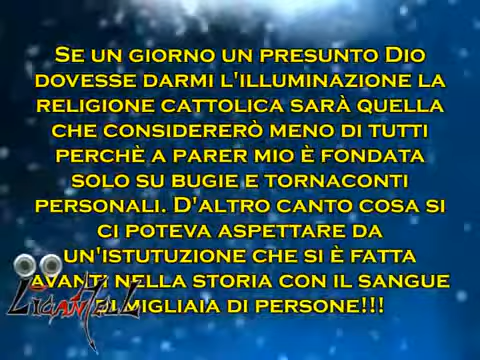 Se un giorno un presunto Dio
dovesse darmi l'illuminazione la
religione cattolica sarà quella
che considererò meno di tutti
perchè a parer mio è fondata
solo su bugie e tornaconti
personali. D'altro canto cosa si
ci poteva aspettare da
un'istutuzione che si è fatta
avanti nella storia con il sangue
di migliaia di persone!!!